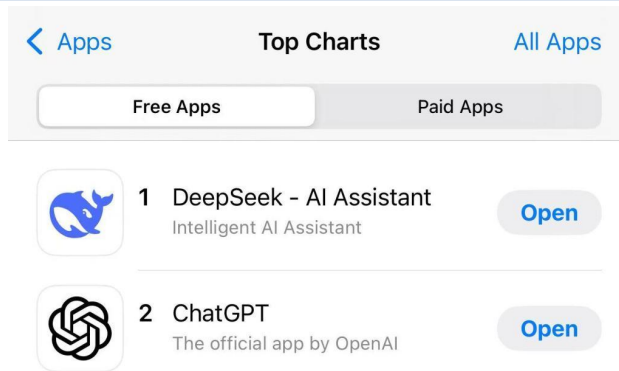 Apps Top Charts All Apps
Free Apps Paid Apps
1 DeepSeek - AI Assistant
Intelligent AI Assistant
Open
2 ChatGPT
The official app by OpenAI
Open